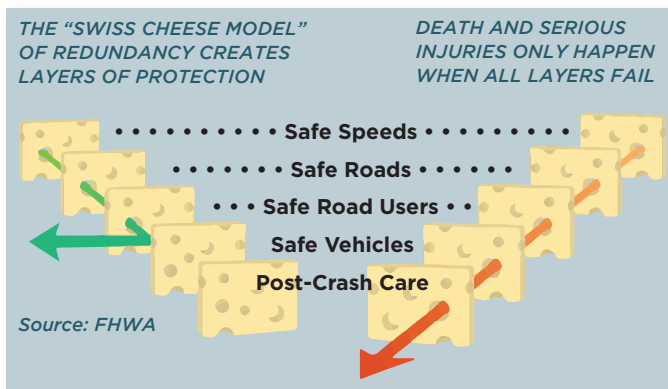 THE “SWISS CHEESE MODEL”
OF REDUNDANCY CREATES
LAYERS OF PROTECTION
DEATH AND SERIOUS
INJURIES ONLY HAPPEN
WHEN ALL LAYERS FAIL
Safe Speeds
Safe Roads
Safe Road Users
Safe Vehicles
Post-Crash Care
Source: FHWA